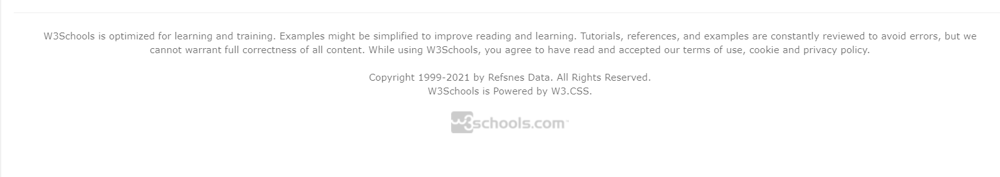 W3Schools is optimized for learning and training. Examples might be simplified to improve reading and learning. Tutorials, references, and examples are constantly reviewed to avoid errors, but we
cannot warrant full correctness of all content. While using W3Schools, you agree to have read and accepted our terms of use, cookie and privacy policy.
Copyright 1999-2021 by Refsnes Data. All Rights Reserved.
W3Schools is Powered by W3.CSS.
w3schools.com